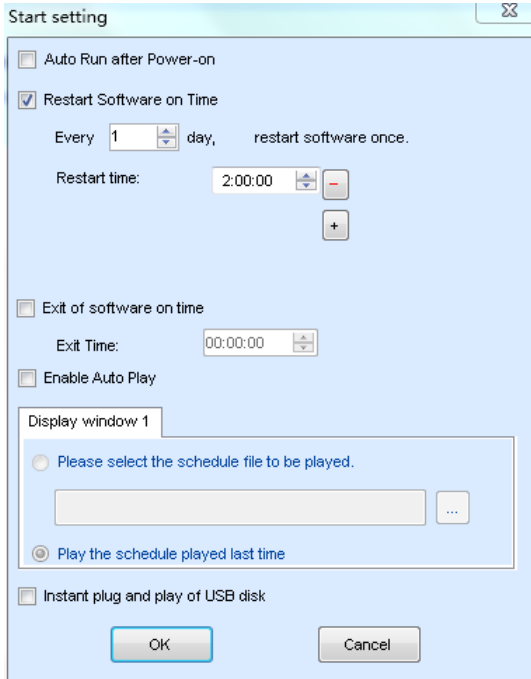 Start setting
Auto Run after Power-on
Restart Software on Time
Every 1 day, restart software once.
Restart time: 2:00:00 -
+
Exit of software on time
Exit Time: 00:00:00
Enable Auto Play
Display window 1
Please select the schedule file to be played.
...
Play the schedule played last time
Instant plug and play of USB disk
OK Cancel